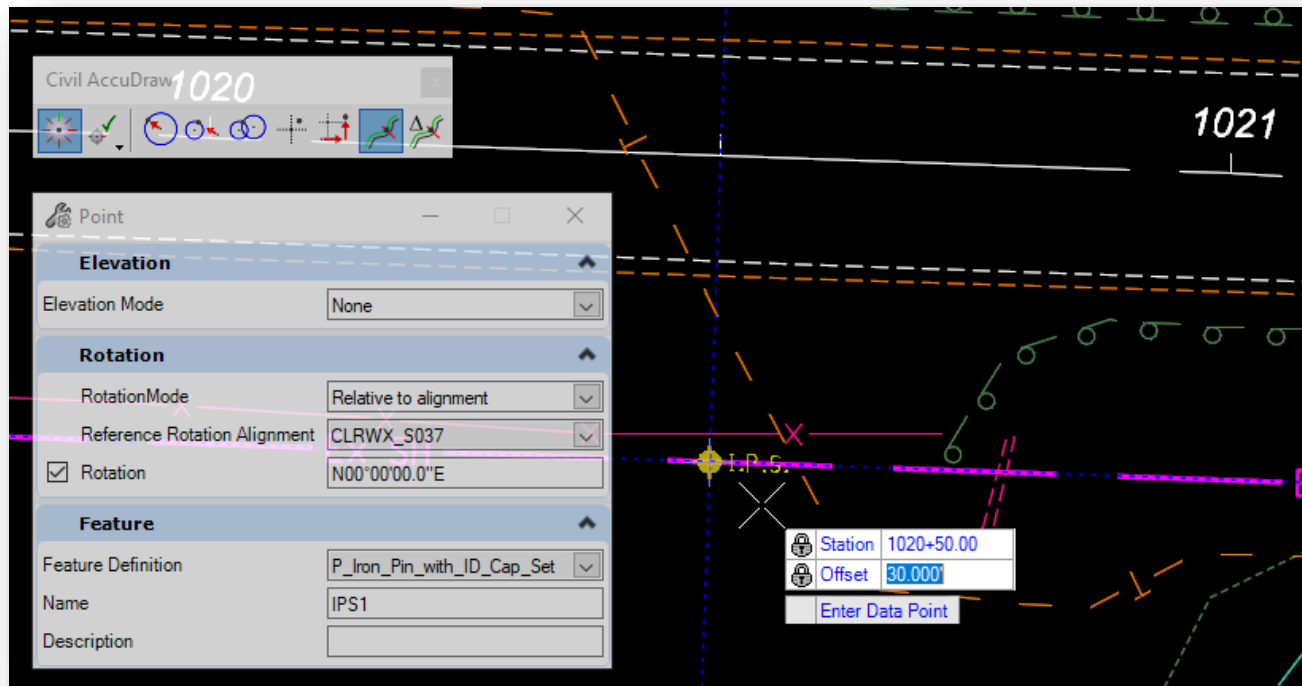 Civil AccuDraw
x
1020
1021
Point
Elevation
Elevation Mode None
Rotation
RotationMode Relative to alignment
Reference Rotation Alignment CLRWX_S037
Rotation N00°00'00.0"E
Feature
Feature Definition P_Iron_Pin_with_ID_Cap_Set
Name IPS1
Description
I.P.S.
Station 1020+50.00
Offset 30.000'
Enter Data Point